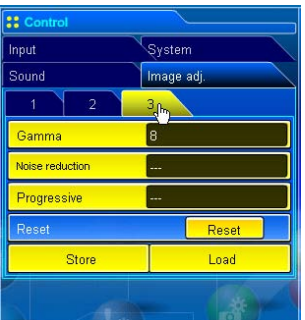 Control
Input System
Sound Image adj.
1 2 3
Gamma 8
Noise reduction ---
Progressive ---
Reset Reset
Store Load